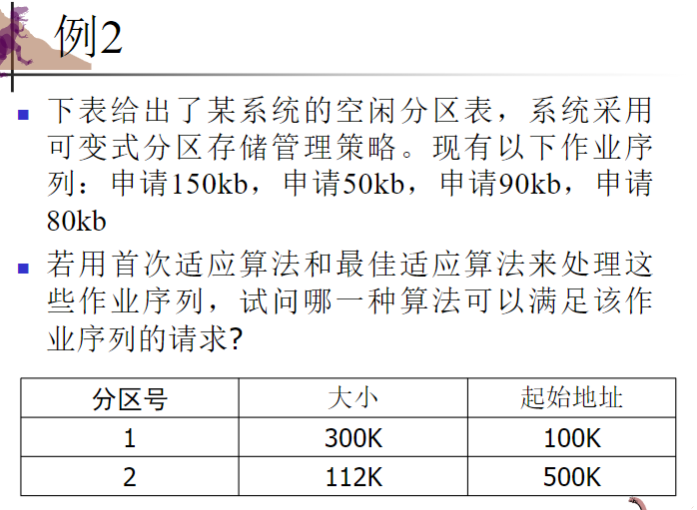 例2
下表给出了某系统的空闲分区表，系统采用
可变式分区存储管理策略。现有以下作业序
列：申请150kb，申请50kb，申请90kb，申请
80kb
若用首次适应算法和最佳适应算法来处理这
些作业序列，试问哪一种算法可以满足该作
业序列的请求?
分区号 大小 起始地址
1 300K 100K
2 112K 500K